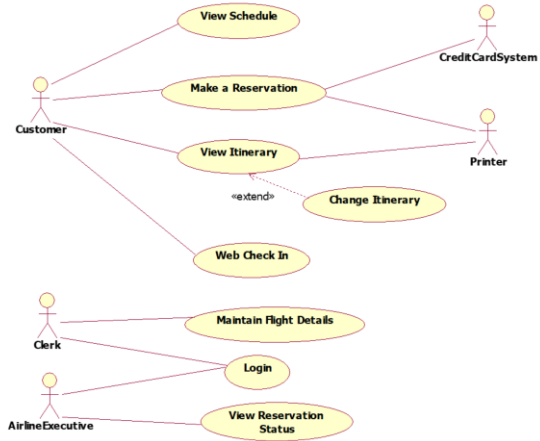 View Schedule
CreditCardSystem
Make a Reservation
Customer
View Itinerary
Printer
«extend»
Change Itinerary
Web Check In
Maintain Flight Details
Clerk
Login
View Reservation
Status
AirlineExecutive